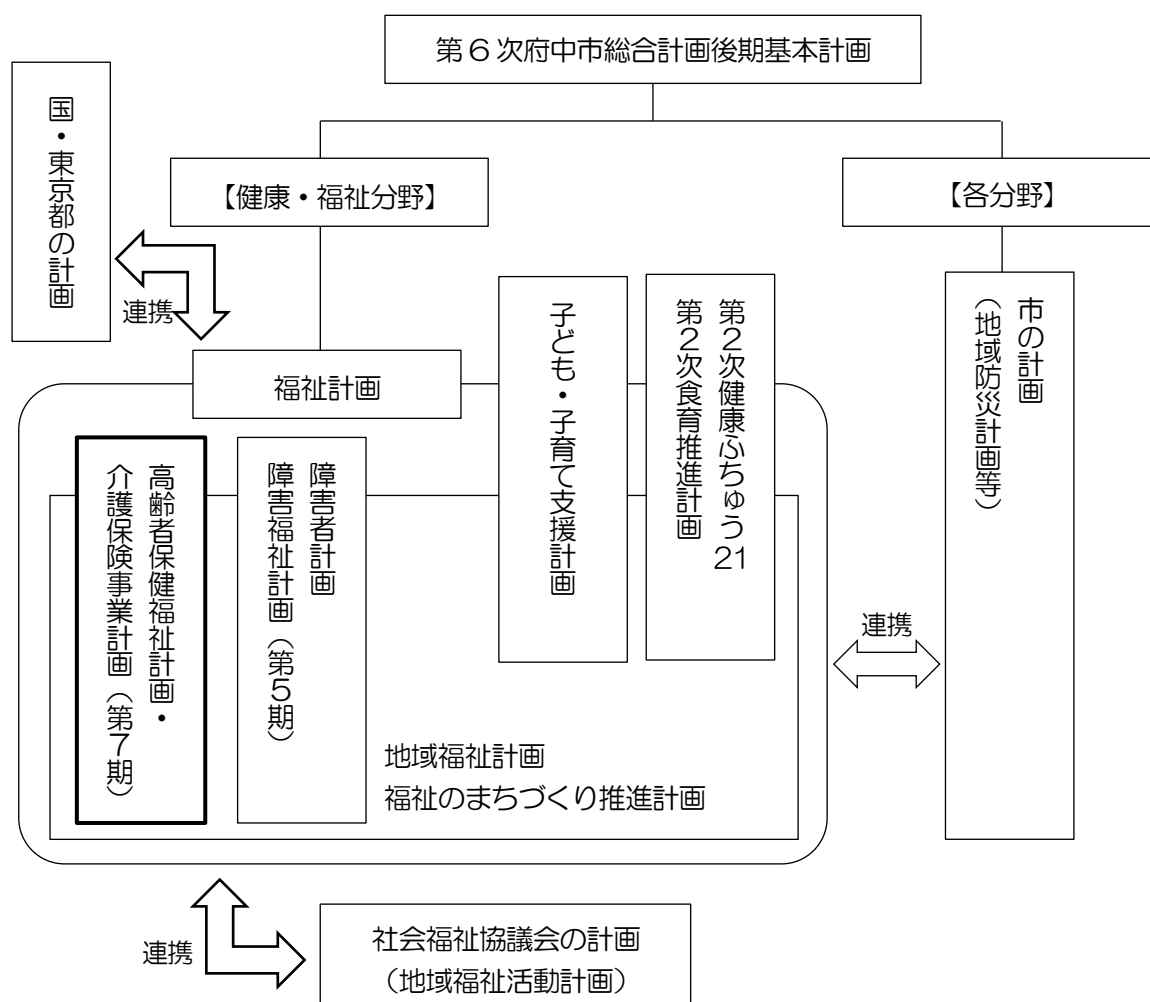 第6次府中市総合計画後期基本計画
国・東京都の計画
【健康・福祉分野】
【各分野】
連携
福祉計画
子ども・子育て支援計画
第2次健康ふちゅう21
第2次食育推進計画
市の計画
(地域防災計画等)
高齢者保健福祉計画・
介護保険事業計画(第7期)
障害者計画
障害福祉計画(第5期)
連携
地域福祉計画
福祉のまちづくり推進計画
連携
社会福祉協議会の計画
(地域福祉活動計画)